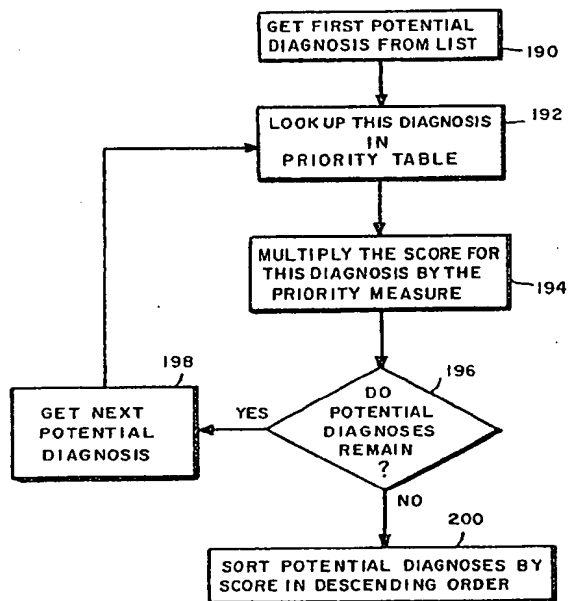 GET FIRST POTENTIAL
DIAGNOSIS FROM LIST
190
LOOKUP THIS DIAGNOSIS
IN
PRIORITY TABLE
192
MULTIPLY THE SCORE FOR
THIS DIAGNOSIS BY THE
PRIORITY MEASURE
194
196
DO
POTENTIAL
DIAGNOSES
REMAIN
?
YES
198
GET NEXT
POTENTIAL
DIAGNOSIS
NO
200
SORT POTENTIAL DIAGNOSES BY
SCORE IN DESCENDING ORDER